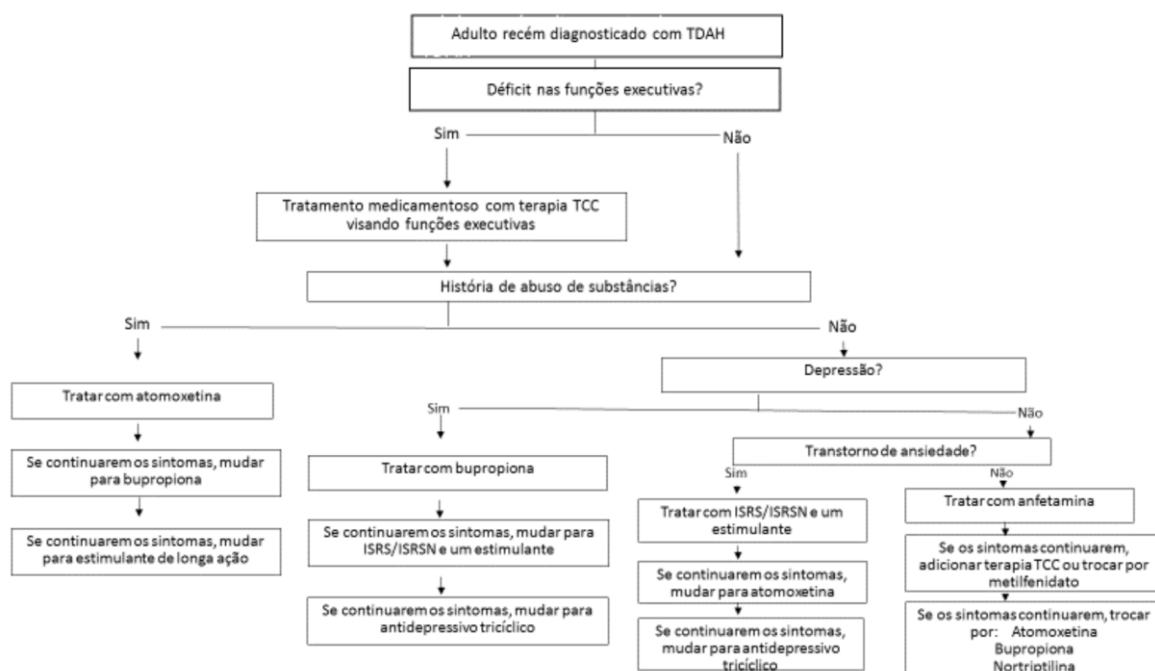 Adulto recém diagnosticado com TDAH
Déficit nas funções executivas?
Sim
Não
Tratamento medicamentoso com terapia TCC
visando funções executivas
História de abuso de substâncias?
Sim
Não
Depressão?
Tratar com atomoxetina
Sim
Não
Transtorno de ansiedade?
Se continuarem os sintomas, mudar
para bupropiona
Tratar com bupropiona
Sim
Não
Tratar com ISRS/ISRSN e um
estimulante
Tratar com anfetamina
Se continuarem os sintomas, mudar
para estimulante de longa ação
Se continuarem os sintomas, mudar para
ISRS/ISRSN e um estimulante
Se os sintomas continuarem,
adicionar terapia TCC ou trocar por
metilfenidato
Se continuarem os sintomas,
mudar para atomoxetina
Se continuarem os sintomas, mudar para
antidepressivo tricíclico
Se continuarem os sintomas,
mudar para antidepressivo
tricíclico
Se os sintomas continuarem, trocar
por: Atomoxetina
Bupropiona
Nortriptilina